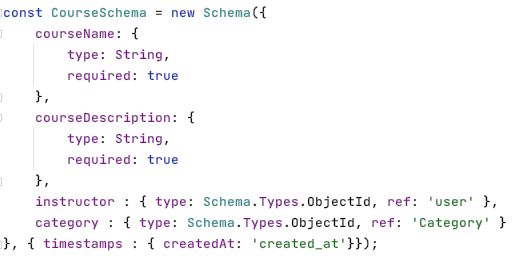 const CourseSchema = new Schema({
    courseName: {
        type: String,
        required: true
    },
    courseDescription: {
        type: String,
        required: true
    },
    instructor : { type: Schema.Types.ObjectId, ref: 'user' },
    category : { type: Schema.Types.ObjectId, ref: 'Category' }
}, { timestamps : { createdAt: 'created_at'}});